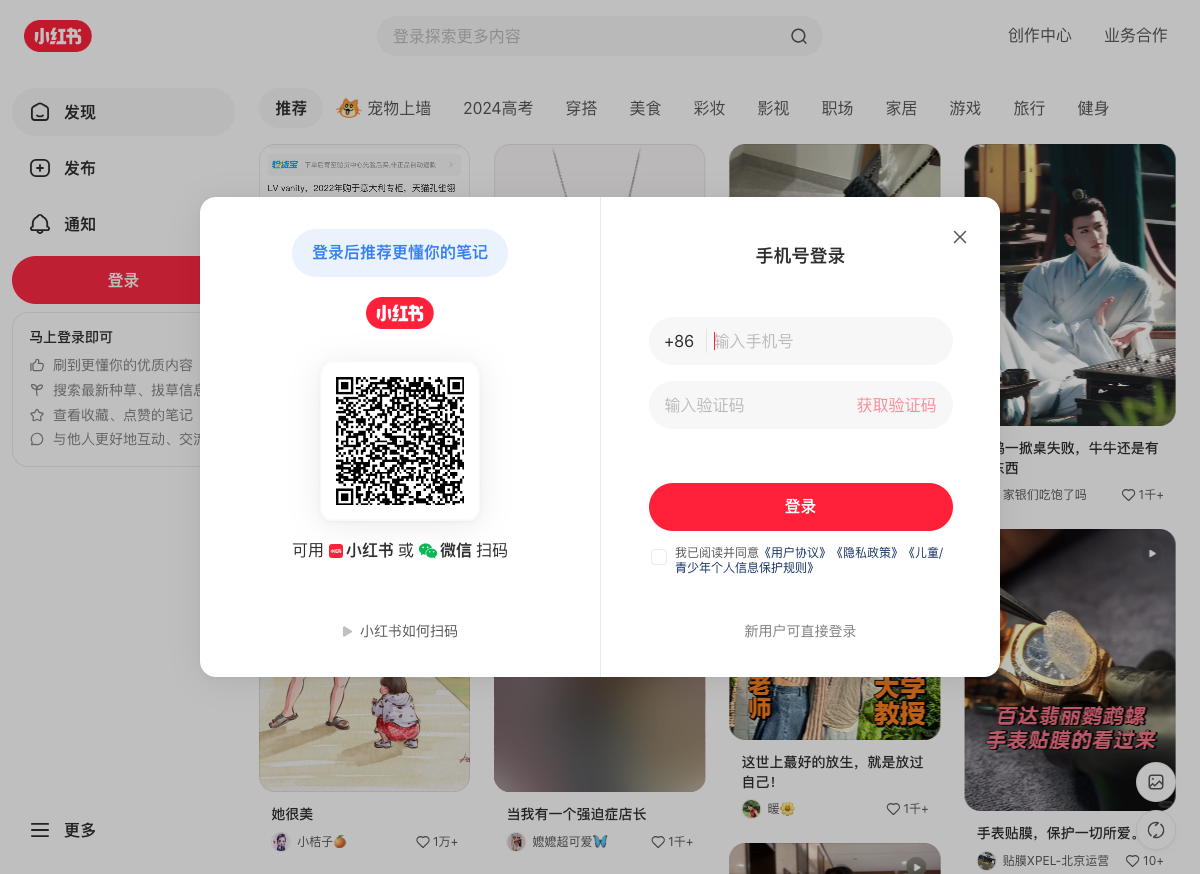 小红书
登录探索更多内容
创作中心
业务合作
发现
发布
通知
登录
马上登录即可
刷到更懂你的优质内容
搜索最新种草、拔草信息
查看收藏、点赞的笔记
与他人更好地互动、交流
更多
推荐
宠物上墙
2024高考
穿搭
美食
彩妆
影视
职场
家居
游戏
旅行
健身
LV vanity，2022年购于意大利专柜、天猫孔雀翎
登录后推荐更懂你的笔记
小红书
可用 小红书 或 微信 扫码
小红书如何扫码
手机号登录
+86
输入手机号
输入验证码
获取验证码
登录
我已阅读并同意《用户协议》《隐私政策》《儿童/
青少年个人信息保护规则》
新用户可直接登录
一掀桌失败，牛牛还是有
东西
家银们吃饱了吗
1千+
她很美
小桔子
1万+
当我有一个强迫症店长
嬷嬷超可爱
1千+
老师
大学
教授
这世上蕞好的放生，就是放过
自己！
暖
1千+
百达翡丽鹦鹉螺
手表贴膜的看过来
手表贴膜，保护一切所爱。
贴膜XPEL-北京运营
10+